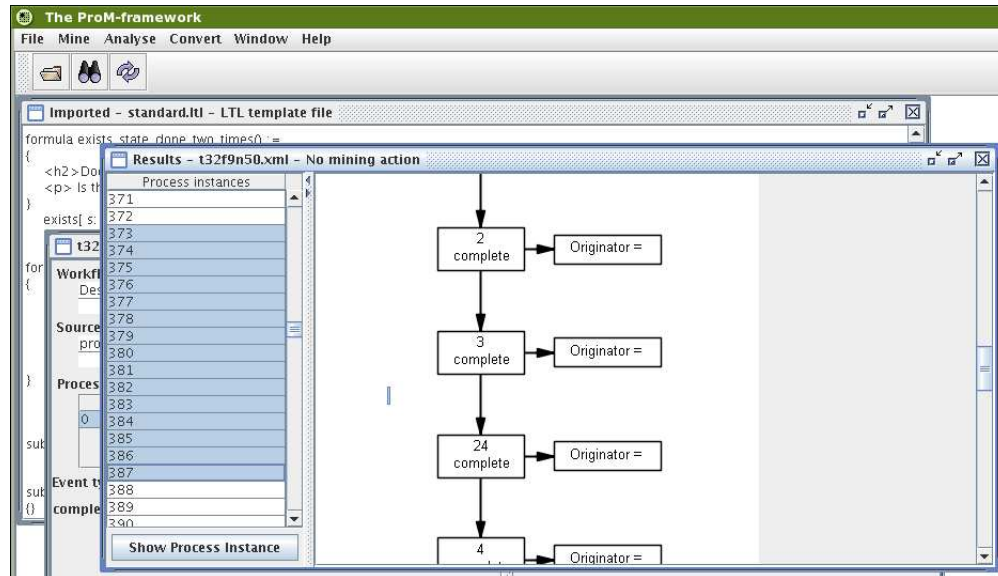 The ProM-framework
File Mine Analyse Convert Window Help
Imported - standard.ltl - LTL template file
formula exists_state_done_two_times() :=
{
<h2>Do
<p> Is th
}
exists[ s:
for
{
}
sub
sub
{}
t32
Workfl
Des
Source
pro
Proces
0
Event t
comple
Results - t32f9n50.xml - No mining action
Process instances
371
372
373
374
375
376
377
378
379
380
381
382
383
384
385
386
387
388
389
390
Show Process Instance
2
complete
Originator =
3
complete
Originator =
24
complete
Originator =
4
Originator =